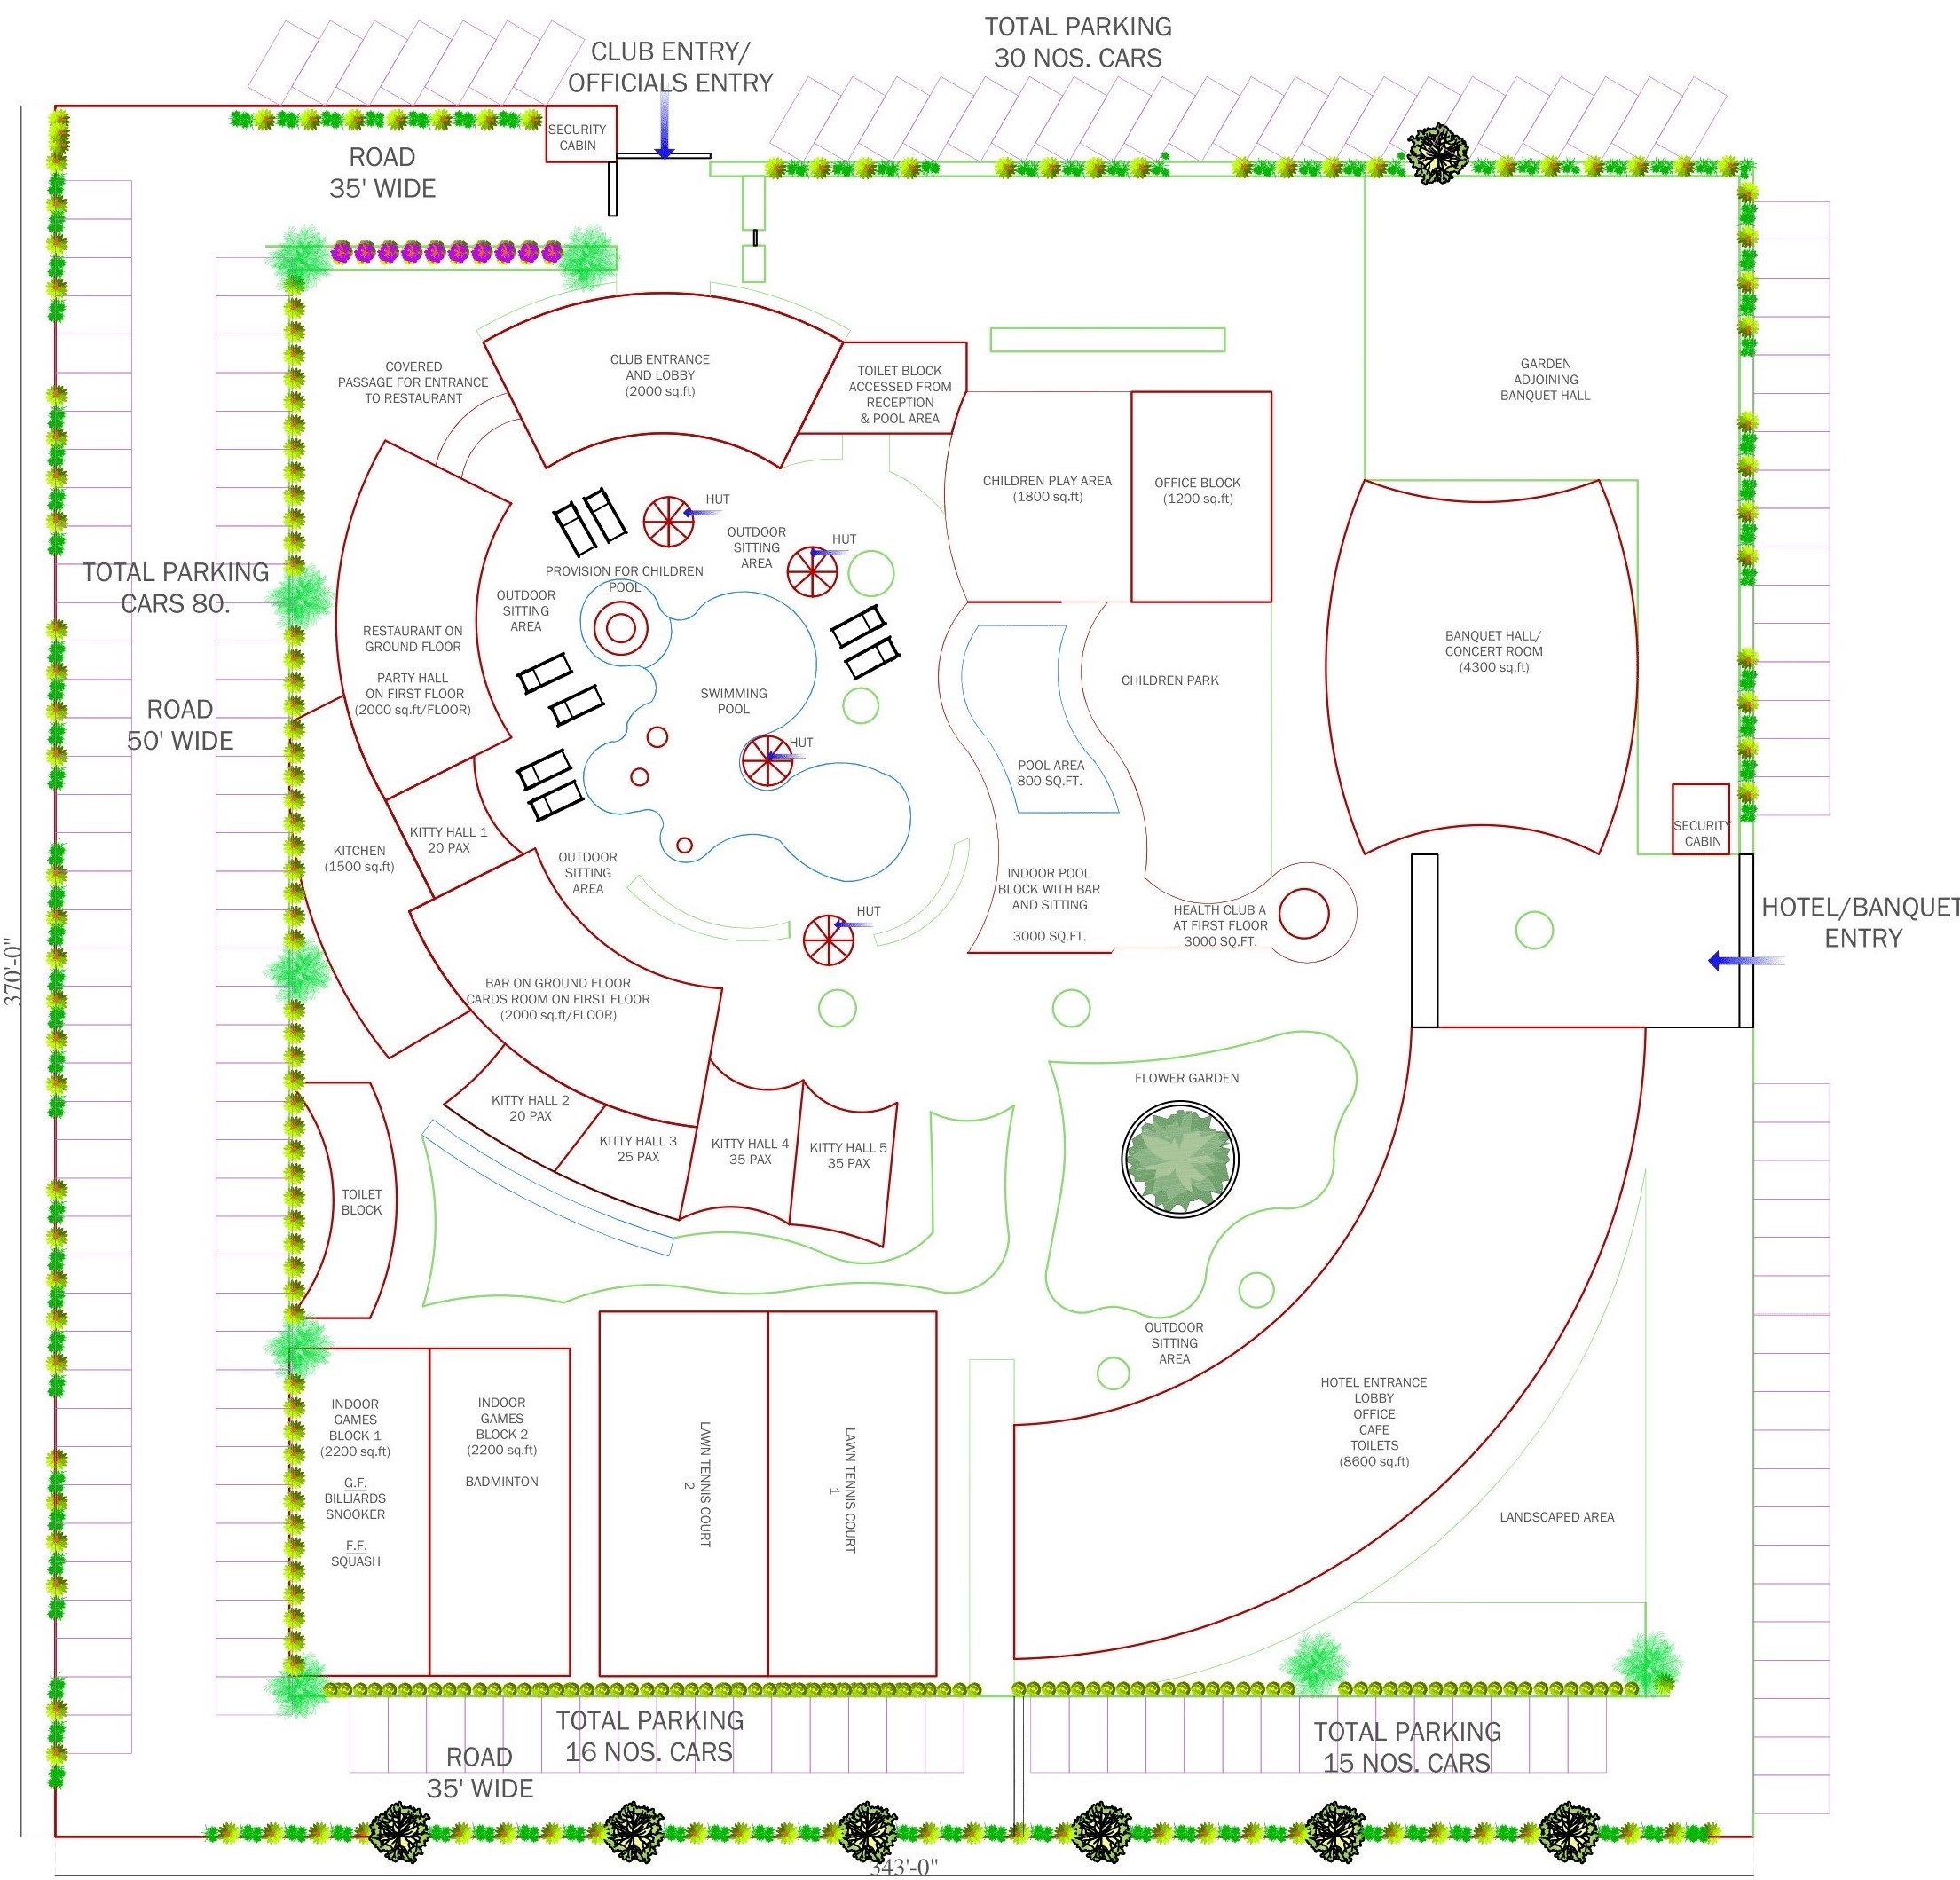 TOTAL PARKING
30 NOS. CARS
CLUB ENTRY/
OFFICIALS ENTRY
SECURITY
CABIN
ROAD
35' WIDE
COVERED
PASSAGE FOR ENTRANCE
TO RESTAURANT
CLUB ENTRANCE
AND LOBBY
(2000 sq.ft)
TOILET BLOCK
ACCESSED FROM
RECEPTION
& POOL AREA
GARDEN
ADJOINING
BANQUET HALL
CHILDREN PLAY AREA
(1800 sq.ft)
OFFICE BLOCK
(1200 sq.ft)
HUT
OUTDOOR
SITTING
AREA
HUT
PROVISION FOR CHILDREN
POOL
OUTDOOR
SITTING
AREA
TOTAL PARKING
CARS 80.
RESTAURANT ON
GROUND FLOOR
PARTY HALL
ON FIRST FLOOR
(2000 sq.ft/FLOOR)
BANQUET HALL/
CONCERT ROOM
(4300 sq.ft)
CHILDREN PARK
SWIMMING
POOL
ROAD
50' WIDE
HUT
POOL AREA
800 SQ.FT.
KITTY HALL 1
20 PAX
KITCHEN
(1500 sq.ft)
OUTDOOR
SITTING
AREA
SECURITY
CABIN
INDOOR POOL
BLOCK WITH BAR
AND SITTING
3000 SQ.FT.
HEALTH CLUB A
AT FIRST FLOOR
3000 SQ.FT.
HUT
HOTEL/BANQUET
ENTRY
370'-0"
BAR ON GROUND FLOOR
CARDS ROOM ON FIRST FLOOR
(2000 sq.ft/FLOOR)
FLOWER GARDEN
KITTY HALL 2
20 PAX
KITTY HALL 3
25 PAX
KITTY HALL 4
35 PAX
KITTY HALL 5
35 PAX
TOILET
BLOCK
OUTDOOR
SITTING
AREA
INDOOR
GAMES
BLOCK 1
(2200 sq.ft)
G.F.
BILLIARDS
SNOOKER
F.F.
SQUASH
INDOOR
GAMES
BLOCK 2
(2200 sq.ft)
BADMINTON
LAWN TENNIS COURT
2
LAWN TENNIS COURT
1
HOTEL ENTRANCE
LOBBY
OFFICE
CAFE
TOILETS
(8600 sq.ft)
LANDSCAPED AREA
TOTAL PARKING
16 NOS. CARS
TOTAL PARKING
15 NOS. CARS
ROAD
35' WIDE
343'-0"